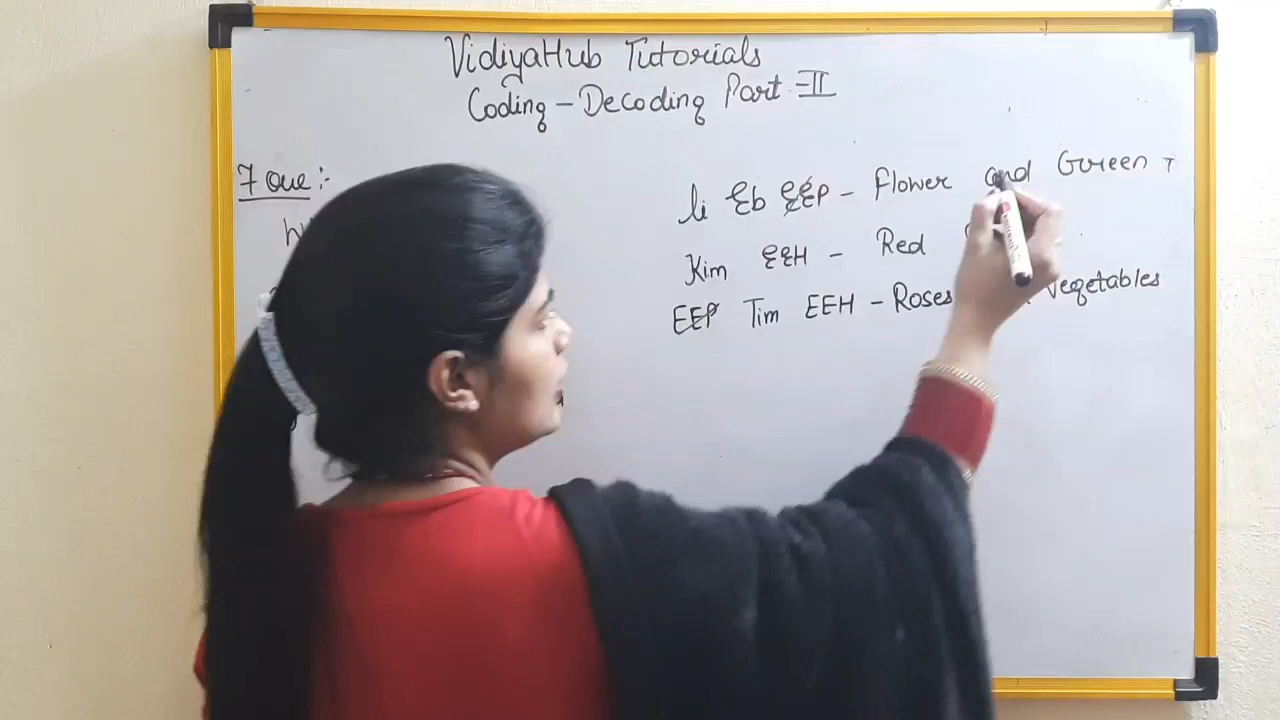 VidiyaHub Tutorials
Coding - Decoding Part - II
7 que :-
li Eb EEP - Flower and Green
Kim EEH - Red
EEP Tim EEH - Roses Vegetables